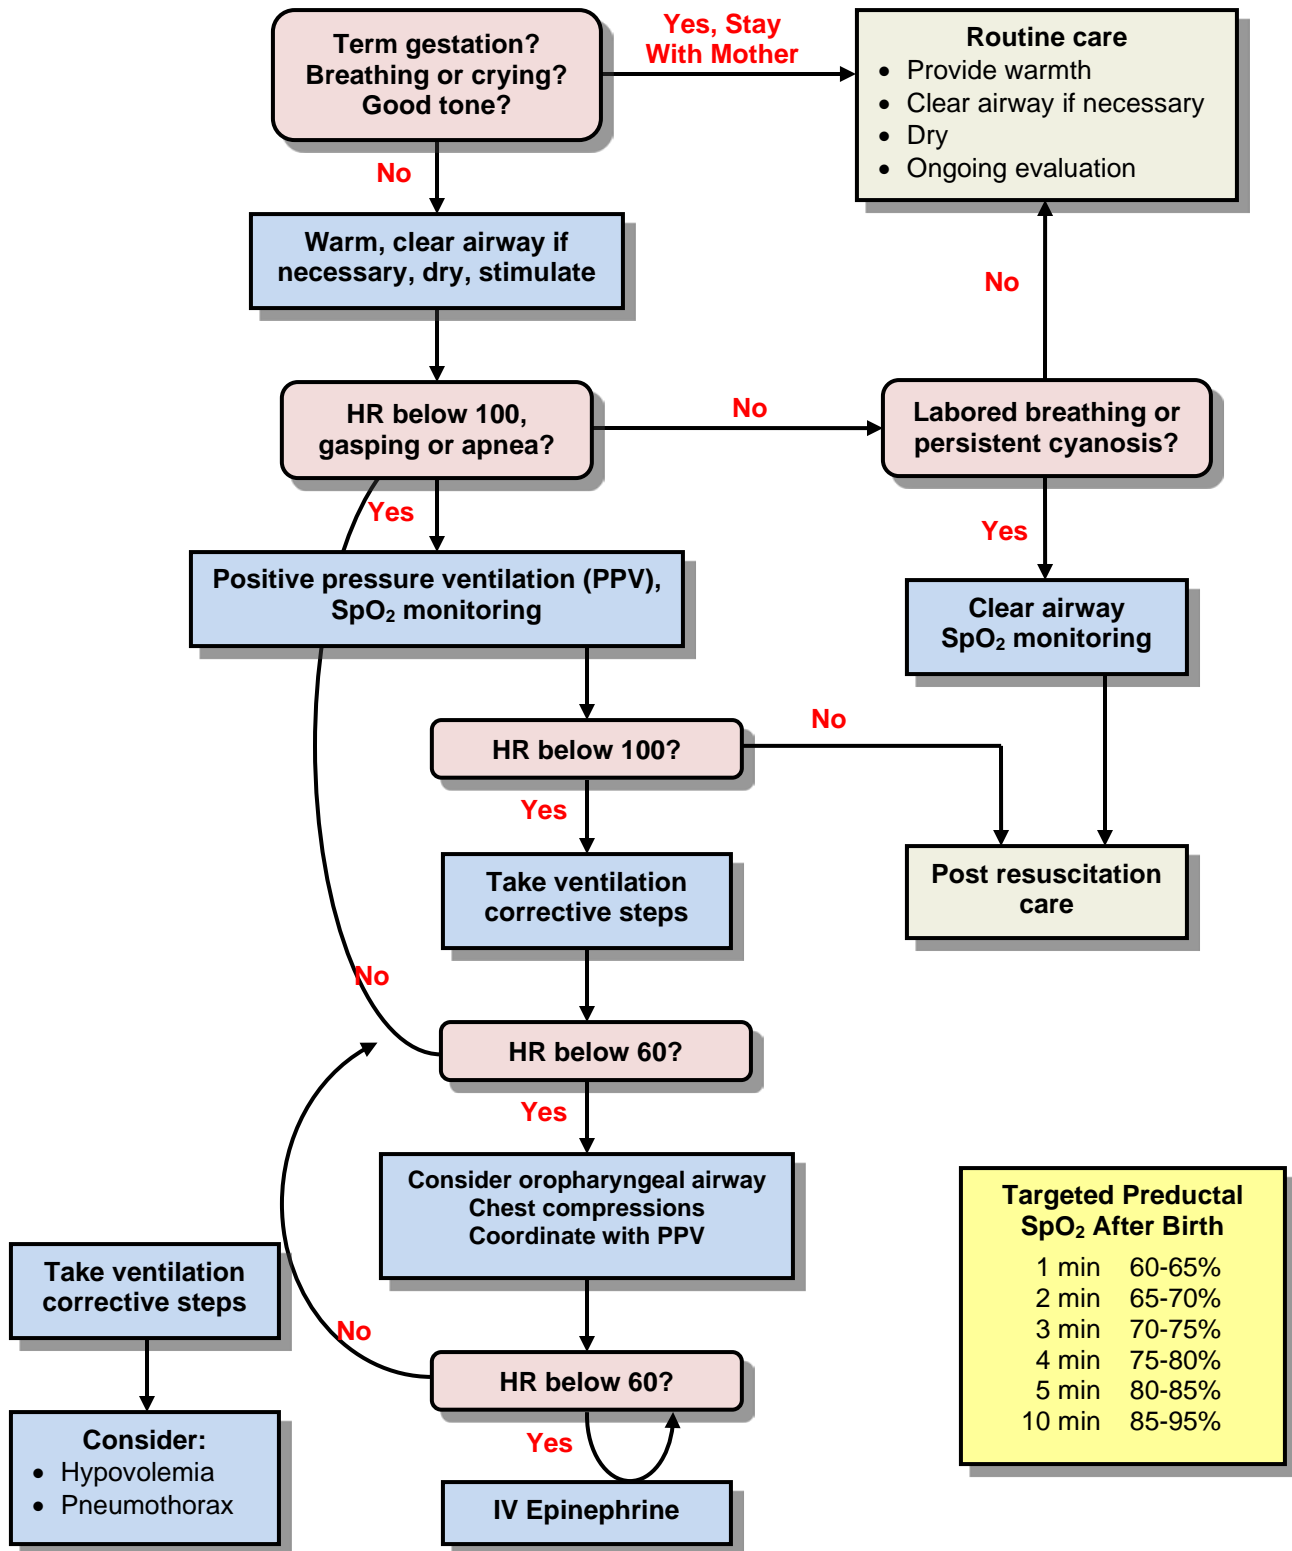 Term gestation?
Breathing or crying?
Good tone?
Yes, Stay
With Mother
Routine care
• Provide warmth
• Clear airway if necessary
• Dry
• Ongoing evaluation
No
Warm, clear airway if
necessary, dry, stimulate
No
HR below 100,
gasping or apnea?
No
Labored breathing or
persistent cyanosis?
Yes
Yes
Positive pressure ventilation (PPV),
SpO₂ monitoring
Clear airway
SpO₂ monitoring
HR below 100?
No
Yes
Take ventilation
corrective steps
Post resuscitation
care
No
HR below 60?
Yes
Consider oropharyngeal airway
Chest compressions
Coordinate with PPV
Targeted Preductal
SpO₂ After Birth
1 min 60-65%
2 min 65-70%
3 min 70-75%
4 min 75-80%
5 min 80-85%
10 min 85-95%
Take ventilation
corrective steps
No
HR below 60?
Yes
Consider:
• Hypovolemia
• Pneumothorax
IV Epinephrine